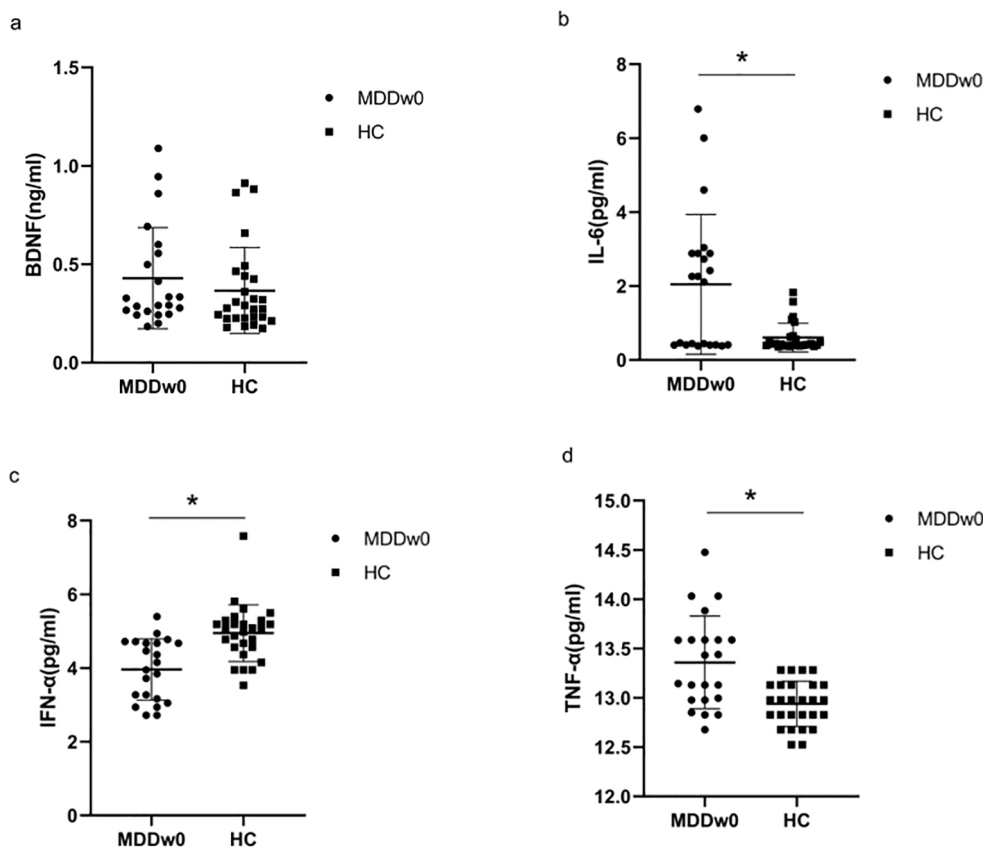 a
1.5
1.0
0.5
0.0
BDNF(ng/ml)
MDDw0 HC
MDDw0
HC
b
*
8
6
4
2
0
IL-6(pg/ml)
MDDw0 HC
MDDw0
HC
c
*
8
6
4
2
0
IFN-α(pg/ml)
MDDw0 HC
MDDw0
HC
d
*
15.0
14.5
14.0
13.5
13.0
12.5
12.0
TNF-α(pg/ml)
MDDw0 HC
MDDw0
HC